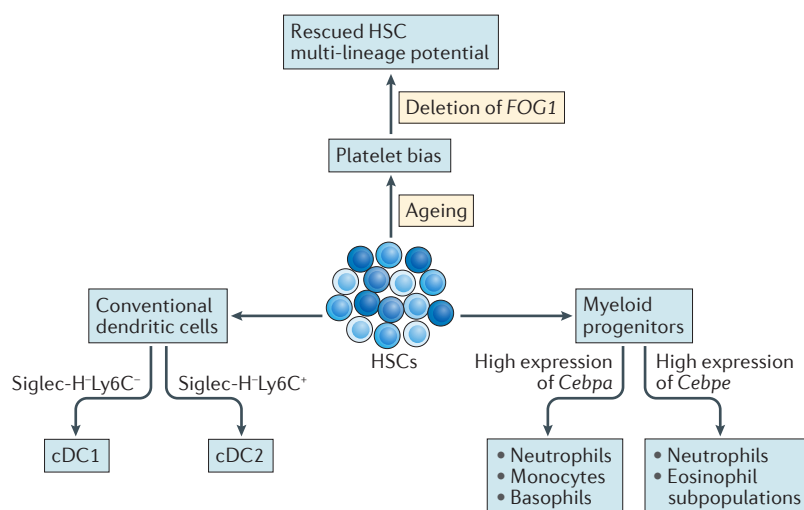 Rescued HSC
multi-lineage potential
Deletion of FOG1
Platelet bias
Ageing
HSCs
Conventional
dendritic cells
Siglec-H⁻Ly6C⁻
Siglec-H⁻Ly6C⁺
cDC1
cDC2
Myeloid
progenitors
High expression
of Cebpa
High expression
of Cebpe
• Neutrophils
• Monocytes
• Basophils
• Neutrophils
• Eosinophil
subpopulations